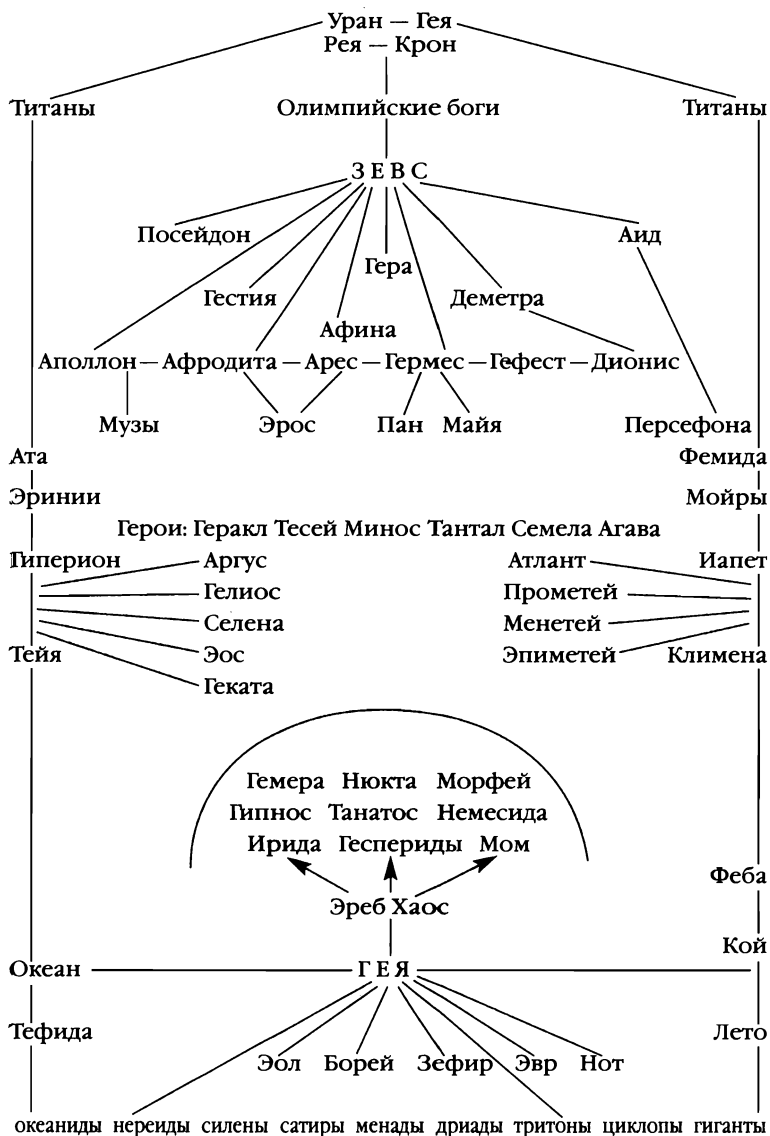 Уран — Гея
Рея — Крон
Титаны Олимпийские боги Титаны
ЗЕВС
Посейдон Аид
Гера
Гестия Деметра
Афина
Аполлон — Афродита — Арес — Гермес — Гефест — Дионис
Музы Эрос Пан Майя Персефона
Ата Фемида
Эринии Мойры
Герои: Геракл Тесей Минос Тантал Семела Агава
Гиперион Аргус Атлант Иапет
Гелиос Прометей
Селена Менетей
Тейя Эос Эпиметей Климена
Геката
Гемера Нюкта Морфей
Гипнос Танатос Немесида
Ирида Геспериды Мом
Феба
Эреб Хаос
Кой
Океан ГЕЯ
Тефида Лето
Эол Борей Зефир Эвр Нот
океаниды нереиды силены сатиры менады дриады тритоны циклопы гиганты